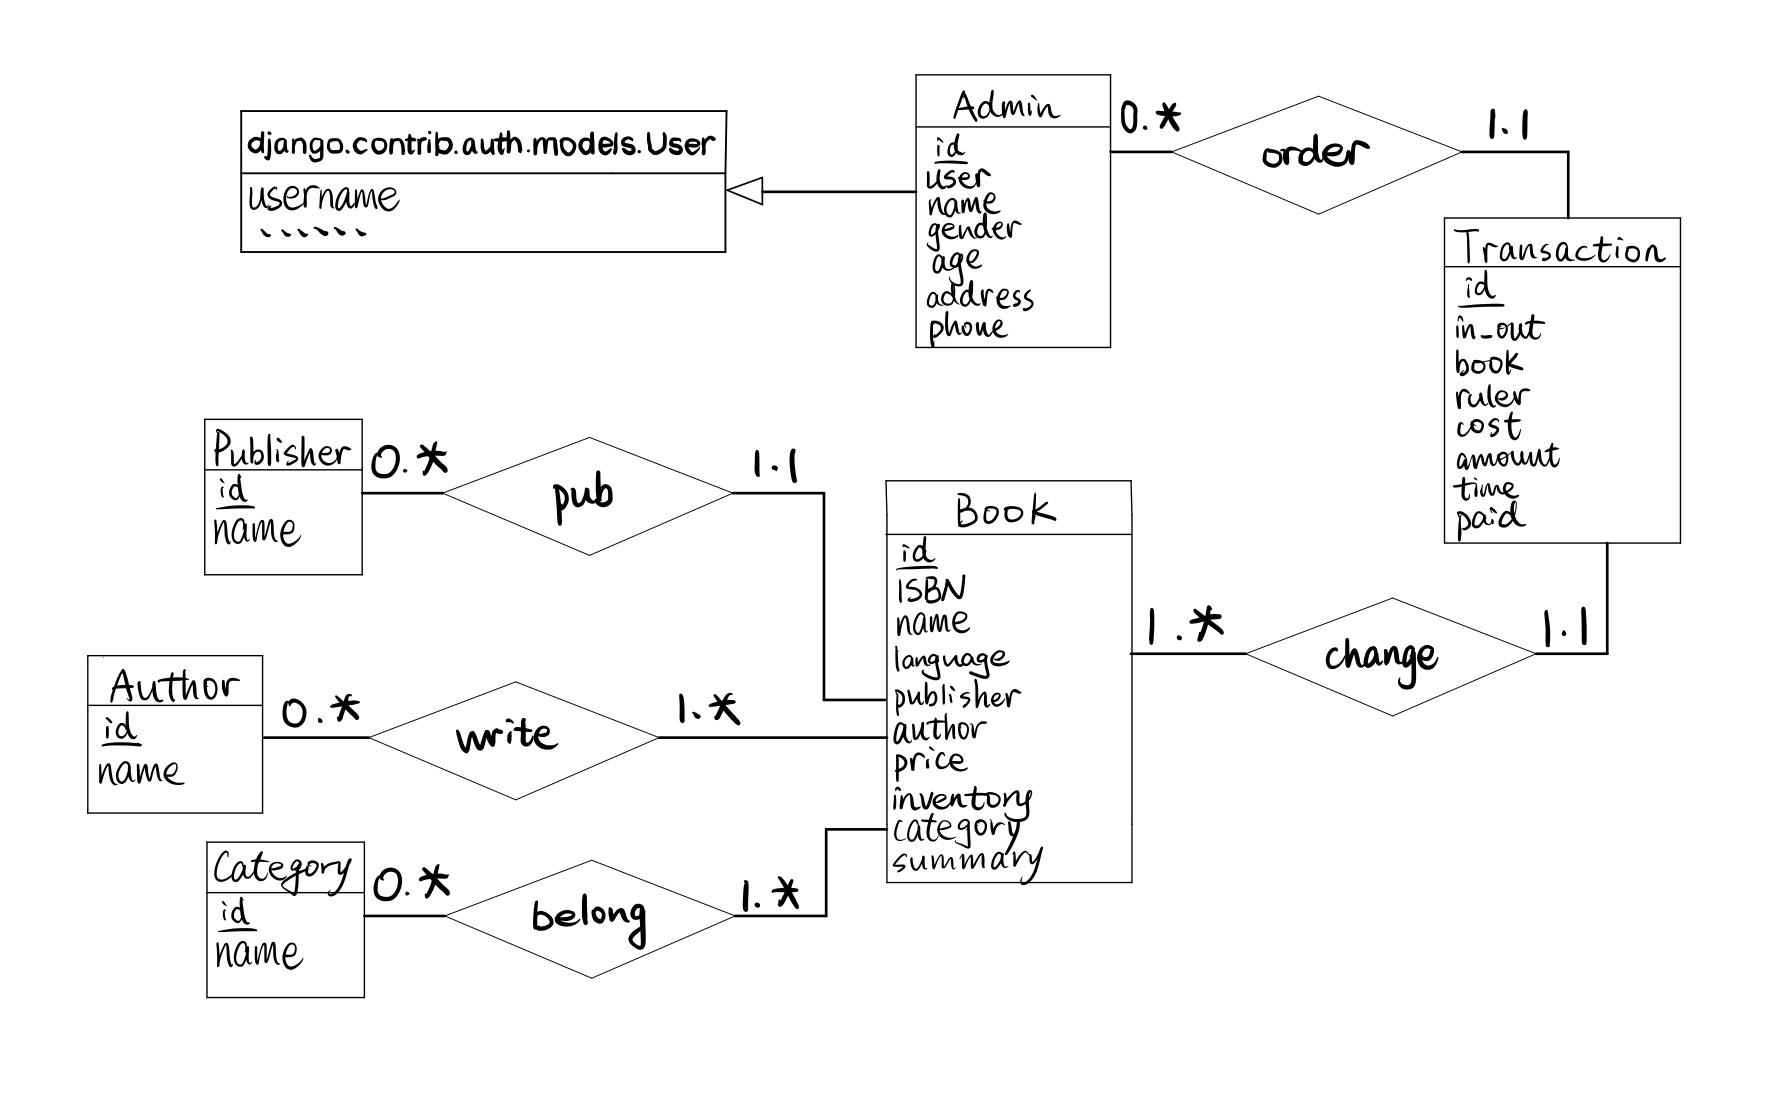 django.contrib.auth.models.User
username
Admin
id
user
name
gender
age
address
phone
0.*
order
1.1
Transaction
id
in_out
book
ruler
cost
amount
time
paid
Publisher
id
name
0.*
pub
1.1
Book
id
ISBN
name
language
publisher
author
price
inventory
category
summary
1.*
change
1.1
Author
id
name
0.*
write
1.*
Category
id
name
0.*
belong
1.*